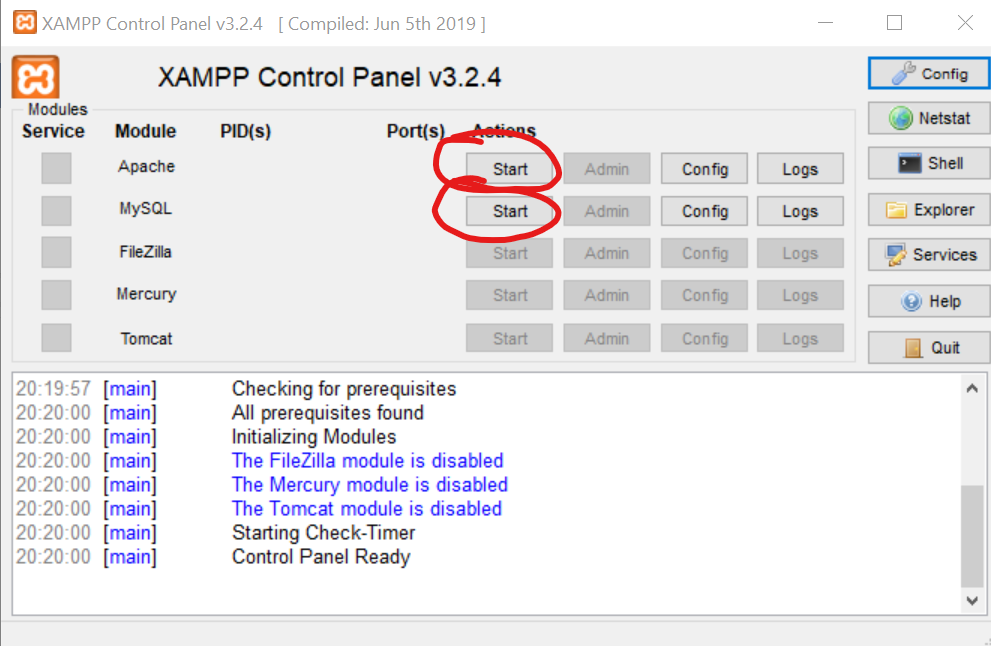 XAMPP Control Panel v3.2.4 [ Compiled: Jun 5th 2019 ]
XAMPP Control Panel v3.2.4
Config
Modules
Service Module PID(s) Port(s) Actions
Netstat
Apache Start Admin Config Logs
Shell
MySQL Start Admin Config Logs
Explorer
FileZilla Start Admin Config Logs
Services
Mercury Start Admin Config Logs
Help
Tomcat Start Admin Config Logs
Quit
20:19:57 [main] Checking for prerequisites
20:20:00 [main] All prerequisites found
20:20:00 [main] Initializing Modules
20:20:00 [main] The FileZilla module is disabled
20:20:00 [main] The Mercury module is disabled
20:20:00 [main] The Tomcat module is disabled
20:20:00 [main] Starting Check-Timer
20:20:00 [main] Control Panel Ready